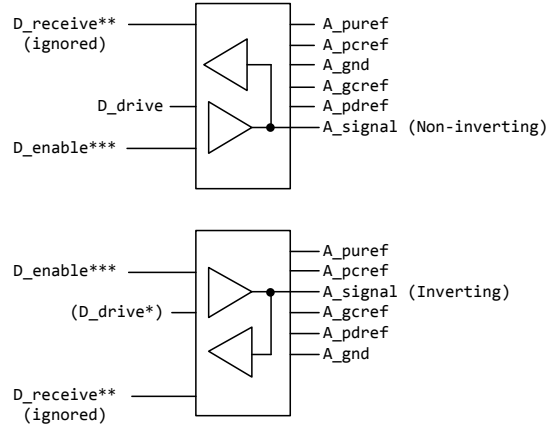 D_receive**
(ignored)
D_drive
D_enable***
A_puref
A_pcref
A_gnd
A_gcref
A_pdref
A_signal (Non-inverting)
D_enable***
(D_drive*)
D_receive**
(ignored)
A_puref
A_pcref
A_signal (Inverting)
A_gcref
A_pdref
A_gnd